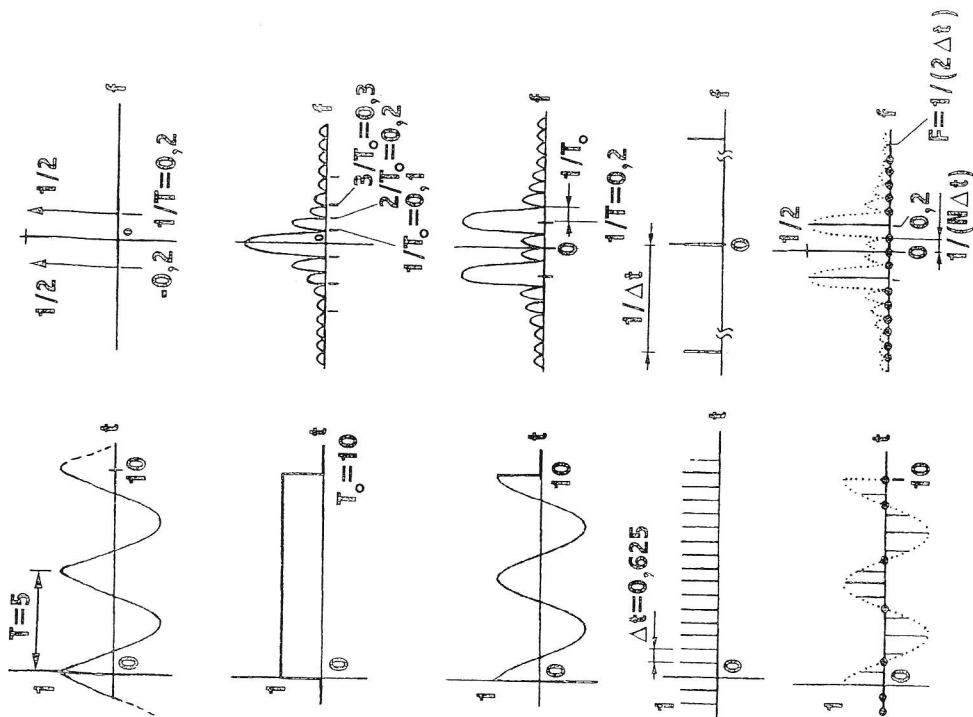 1
T=5
0
10
t
1/2
1/2
-0,2
0
1/T=0,2
f
1
0
T₀=10
t
0
1/T₀=0,1
2/T₀=0,2
3/T₀=0,3
f
1
0
10
t
0
1/T=0,2
1/T₀
f
1
Δt=0,625
0
t
1/Δt
0
f
1
0
10
t
1/2
0
0,2
1/(NΔt),
F=1/(2Δt)
f